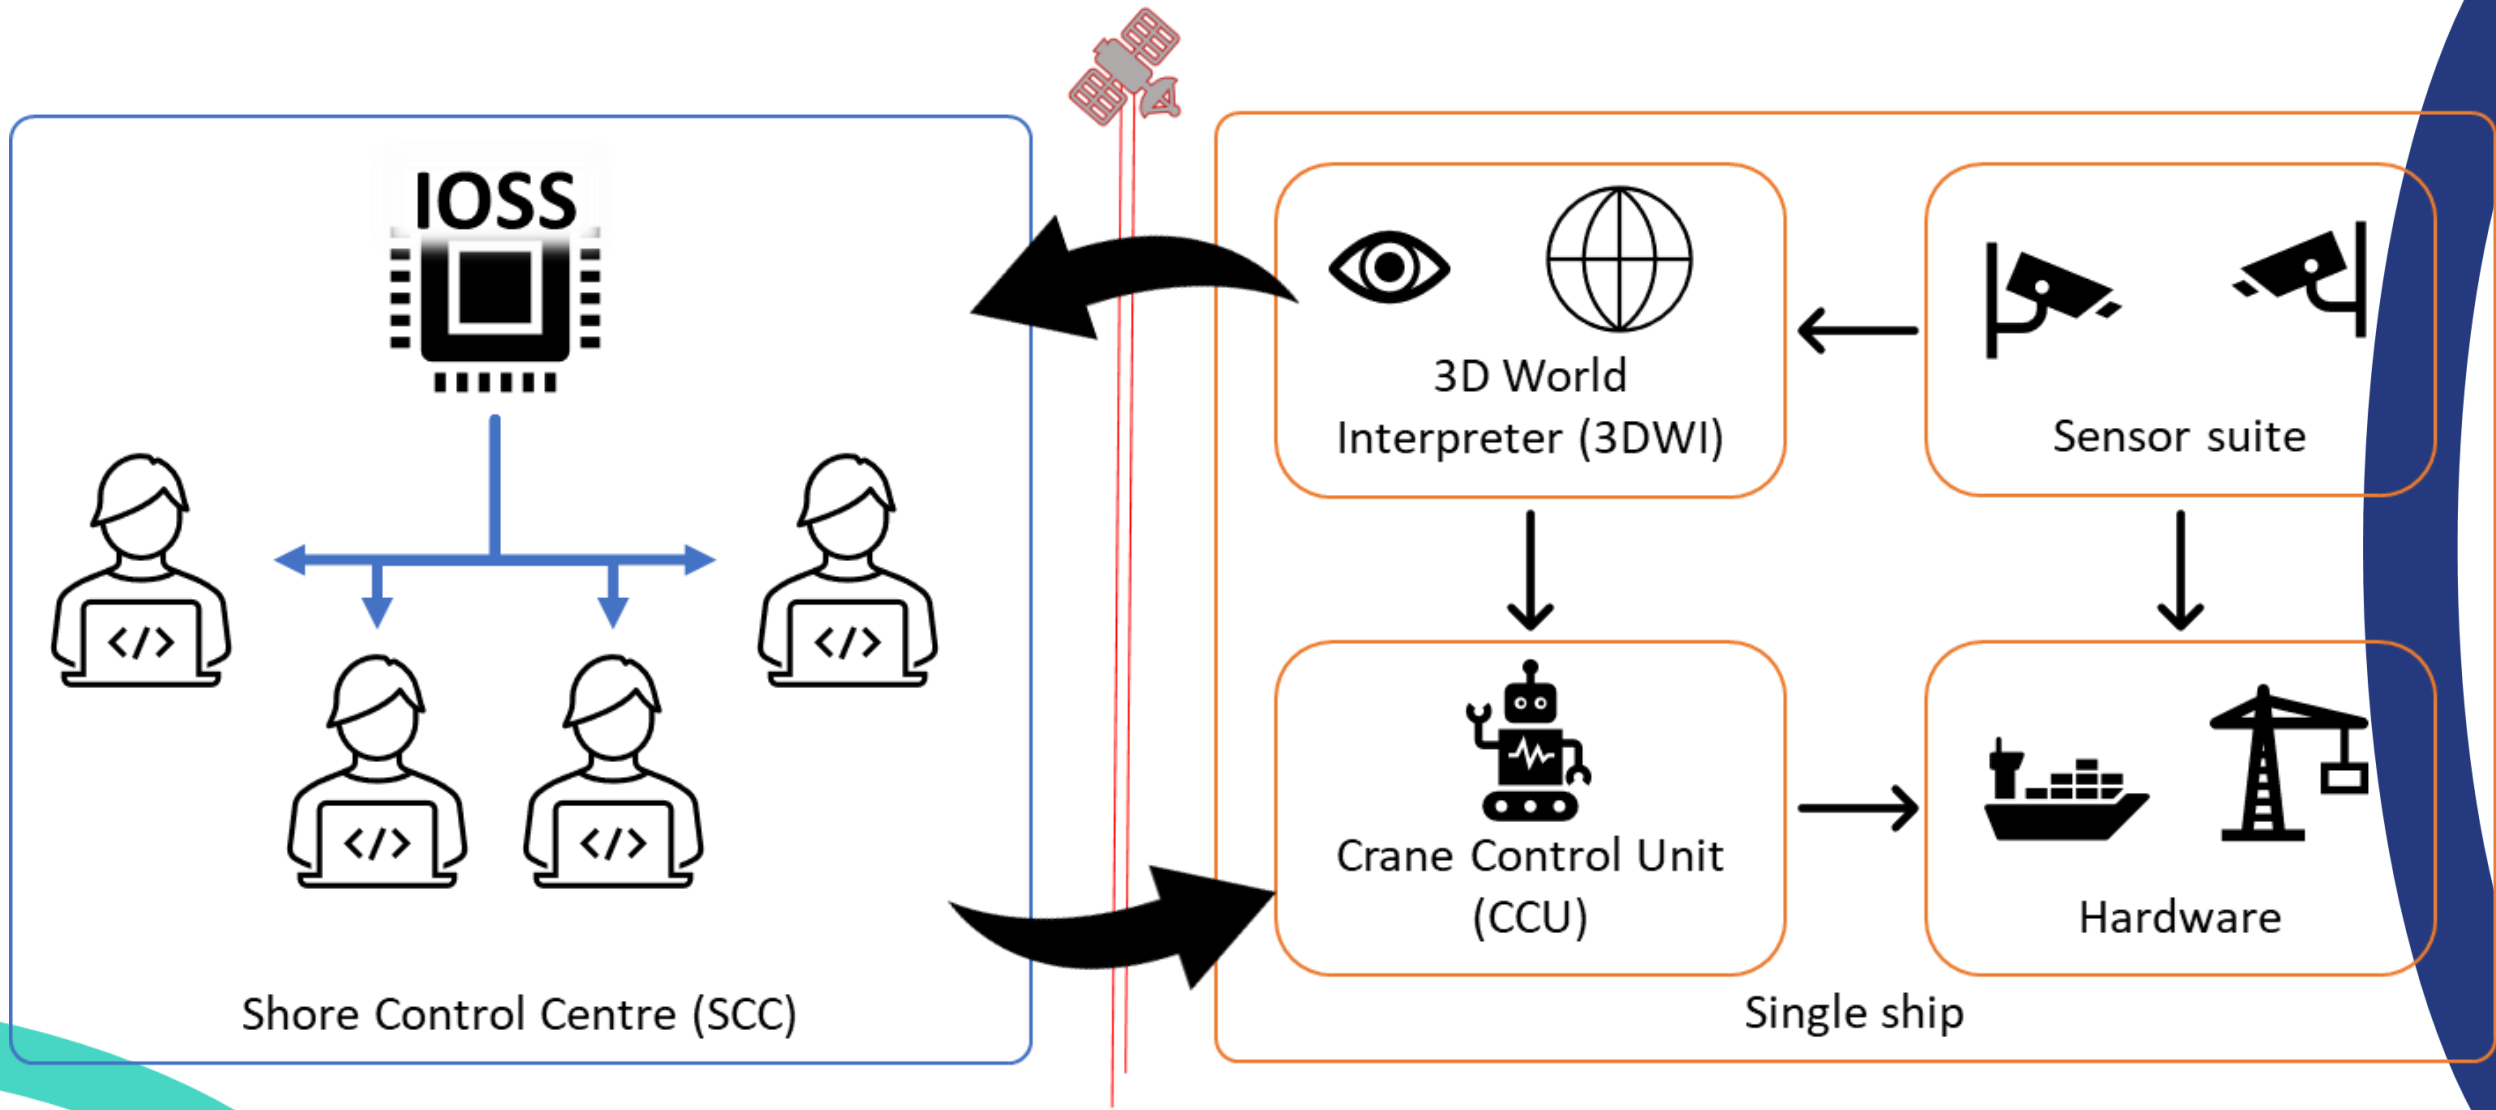 IOSS
</>
</>
</>
</>
Shore Control Centre (SCC)
3D World
Interpreter (3DWI)
Sensor suite
Crane Control Unit
(CCU)
Hardware
Single ship